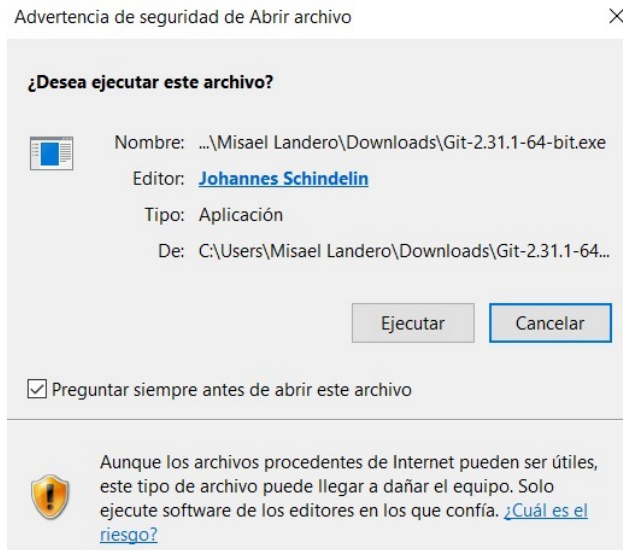 Advertencia de seguridad de Abrir archivo
¿Desea ejecutar este archivo?
Nombre: ...\Misael Landero\Downloads\Git-2.31.1-64-bit.exe
Editor: Johannes Schindelin
Tipo: Aplicación
De: C:\Users\Misael Landero\Downloads\Git-2.31.1-64...
Ejecutar Cancelar
Preguntar siempre antes de abrir este archivo
Aunque los archivos procedentes de Internet pueden ser útiles,
este tipo de archivo puede llegar a dañar el equipo. Solo
ejecute software de los editores en los que confía. ¿Cuál es el
riesgo?